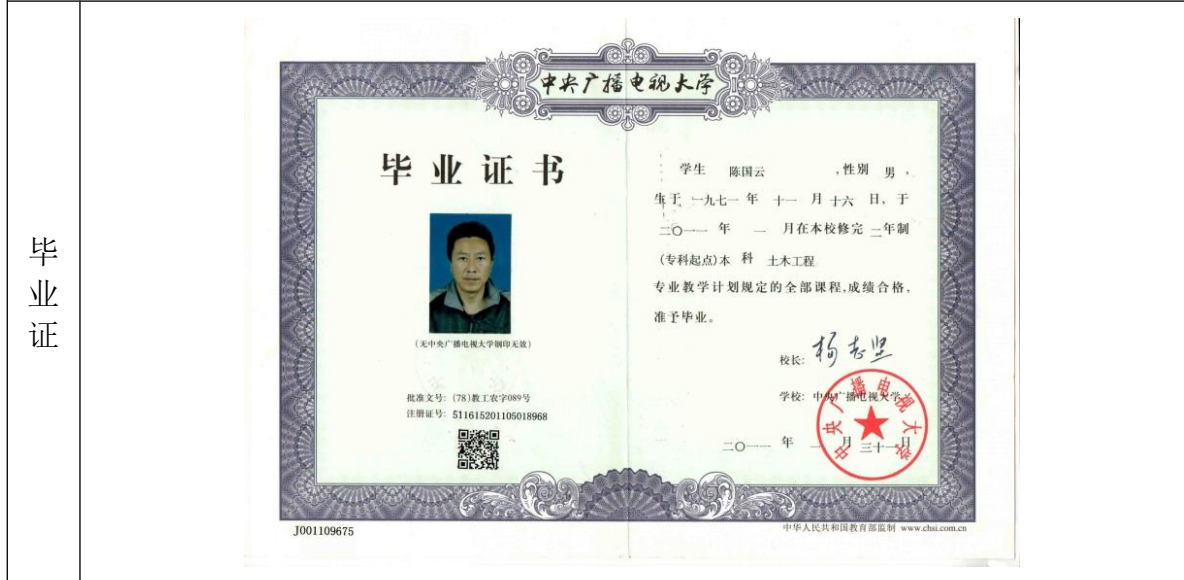 毕业证
中央广播电视大学
毕业证书
(无中央广播电视大学钢印无效)
批准文号: (78)教工农字089号
注册证号: 511615201105018968
学生 陈国云 ,性别 男 ,
生于 一九七一 年 十一 月 十六 日, 于
二〇一一 年 一 月在本校修完 二年制
(专科起点)本 科 土木工程
专业教学计划规定的全部课程,成绩合格,
准予毕业。
校长: 杨志坚
学校: 中央广播电视大学
中央广播电视大学
二〇一一 年 一 月 三十一日
J001109675
中华人民共和国教育部监制 www.chsi.com.cn